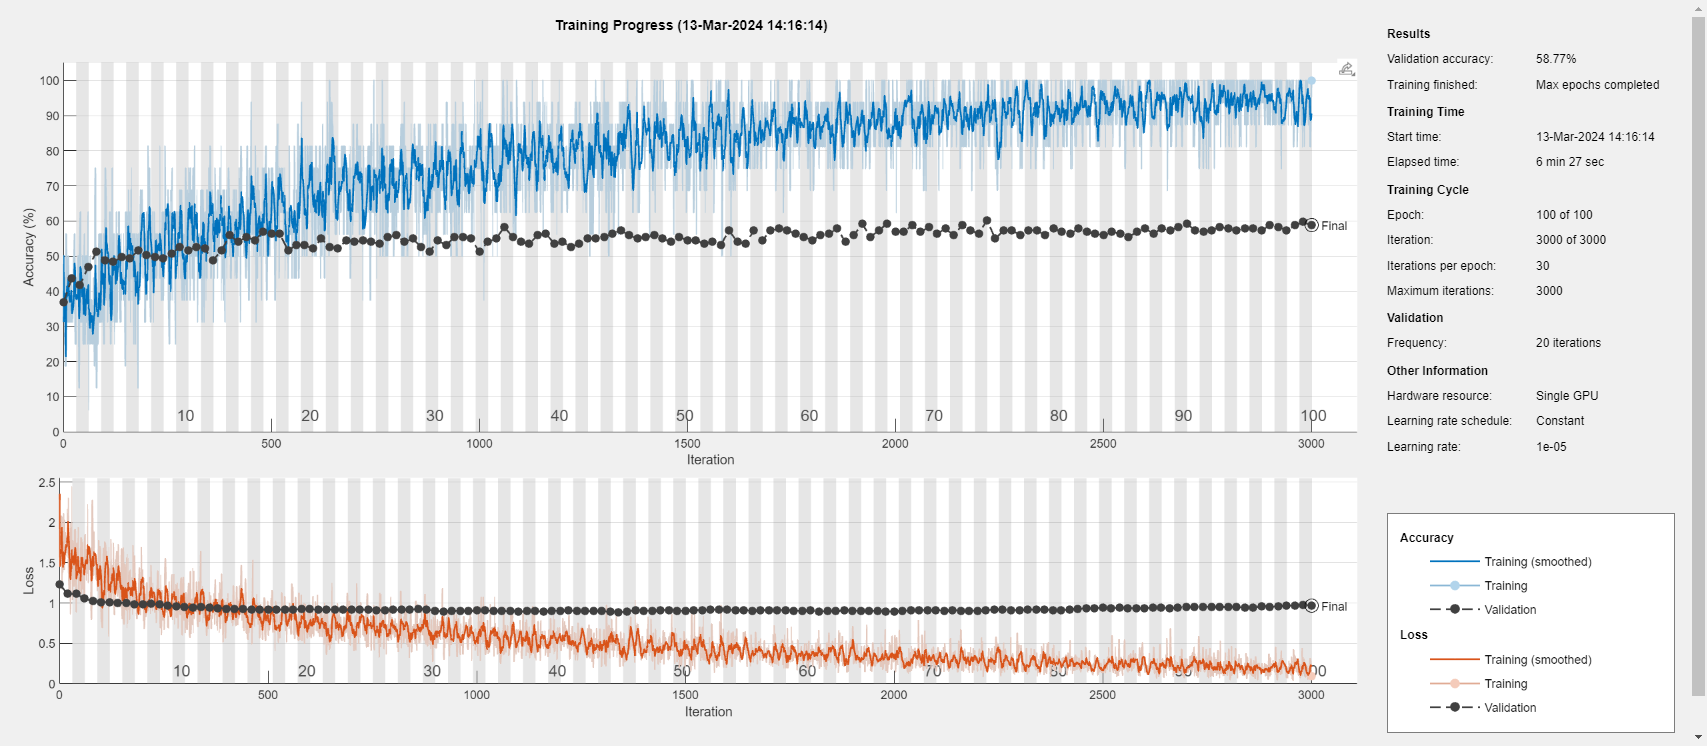 Training Progress (13-Mar-2024 14:16:14)
100
90
80
70
60
50
40
30
20
10
0
Accuracy (%)
Final
10 20 30 40 50 60 70 80 90 100
0 500 1000 1500 2000 2500 3000
Iteration
2.5
2
1.5
1
0.5
0
Loss
Final
10 20 30 40 50 60 70 80 90 00
0 500 1000 1500 2000 2500 3000
Iteration
Results
Validation accuracy: 58.77%
Training finished: Max epochs completed
Training Time
Start time: 13-Mar-2024 14:16:14
Elapsed time: 6 min 27 sec
Training Cycle
Epoch: 100 of 100
Iteration: 3000 of 3000
Iterations per epoch: 30
Maximum iterations: 3000
Validation
Frequency: 20 iterations
Other Information
Hardware resource: Single GPU
Learning rate schedule: Constant
Learning rate: 1e-05
Accuracy
Training (smoothed)
Training
Validation
Loss
Training (smoothed)
Training
Validation